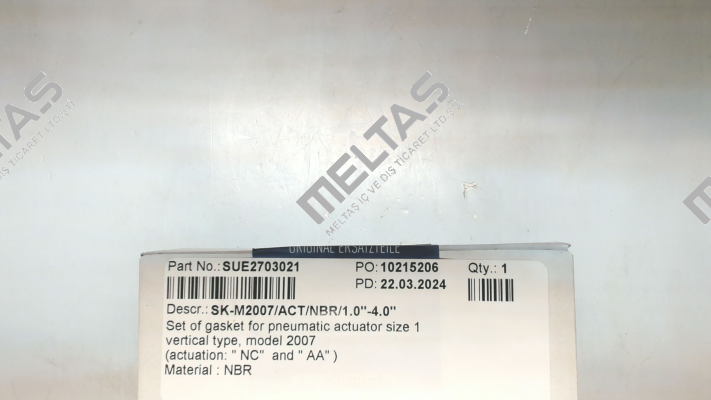 MELTAS
MELTAŞ İÇ VE DIŞ TİCARET LTD.ŞTİ.
ORIGINAL ERSATZTEILE
Part No.: SUE2703021 PO: 10215206 Qty.: 1
PD: 22.03.2024
Descr.: SK-M2007/ACT/NBR/1.0"-4.0"
Set of gasket for pneumatic actuator size 1
vertical type, model 2007
(actuation: " NC" and " AA" )
Material : NBR